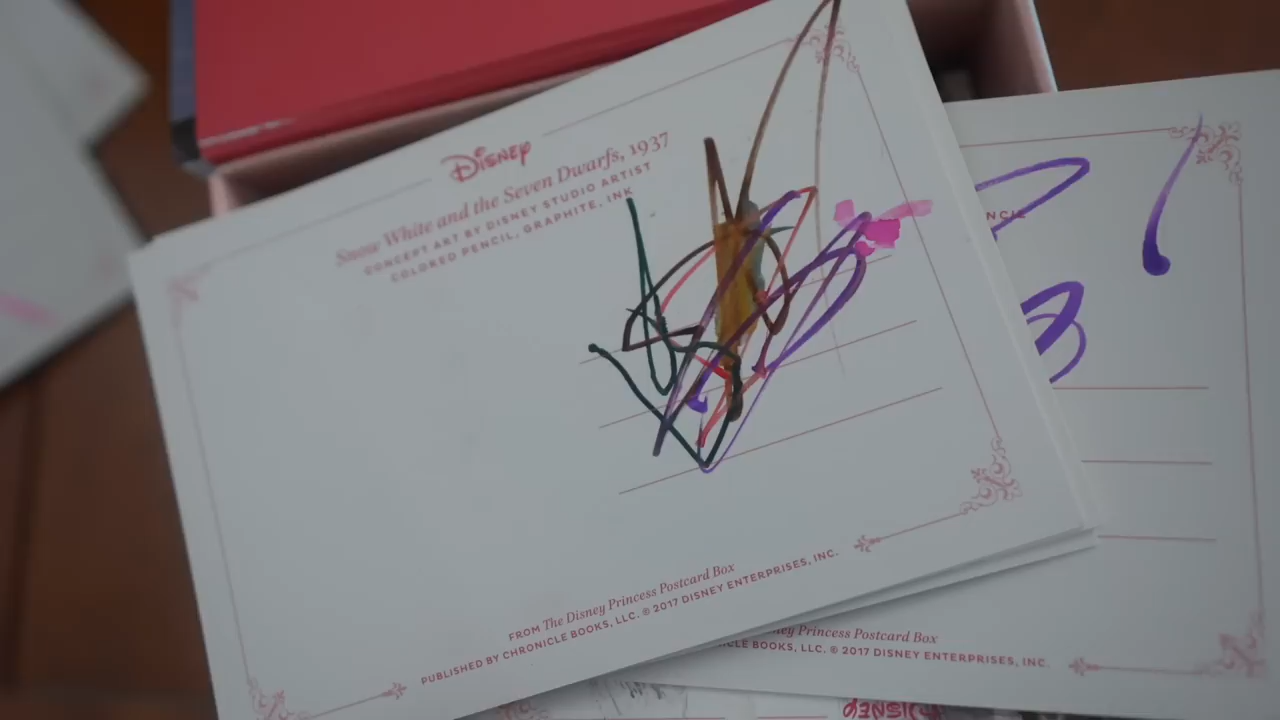 DISNEY
Snow White and the Seven Dwarfs, 1937
CONCEPT ART BY DISNEY STUDIO ARTIST
COLORED PENCIL, GRAPHITE, INK
FROM The Disney Princess Postcard Box
PUBLISHED BY CHRONICLE BOOKS, LLC. © 2017 DISNEY ENTERPRISES, INC.
Princess Postcard Box
BOOKS, LLC. © 2017 DISNEY ENTERPRISES, INC.
DISNEY